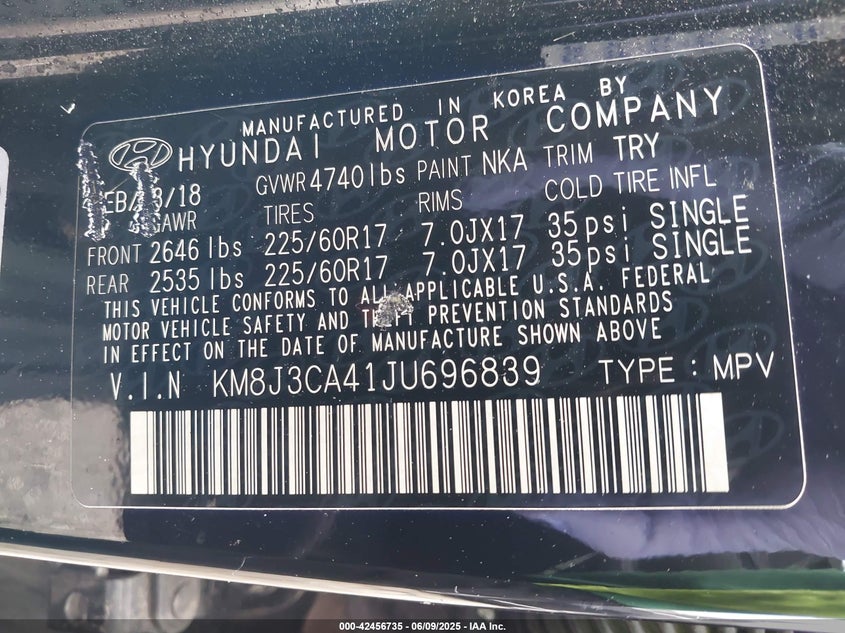 MANUFACTURED IN KOREA BY
HYUNDAI MOTOR COMPANY
/18 GVWR 4740 lbs PAINT NKA TRIM TRY
GAWR TIRES RIMS COLD TIRE INFL
FRONT 2646 lbs 225/60R17 7.0JX17 35psi SINGLE
REAR 2535 lbs 225/60R17 7.0JX17 35psi SINGLE
THIS VEHICLE CONFORMS TO ALL APPLICABLE U.S.A. FEDERAL
MOTOR VEHICLE SAFETY AND THEFT PREVENTION STANDARDS
IN EFFECT ON THE DATE OF MANUFACTURE SHOWN ABOVE
V.I.N KM8J3CA41JU696839 TYPE : MPV
000-42456735 - 06/09/2025 - IAA Inc.